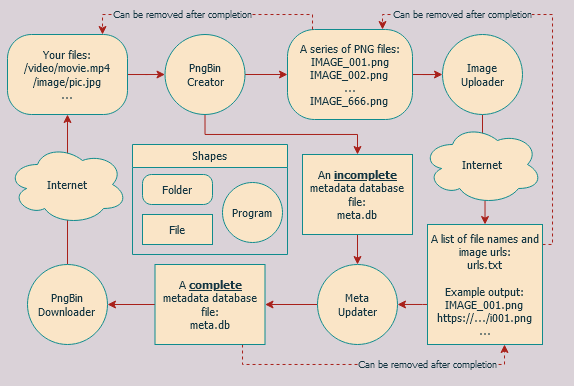 Can be removed after completion
Can be removed after completion
Your files:
/video/movie.mp4
/image/pic.jpg
...
PngBin
Creator
A series of PNG files:
IMAGE_001.png
IMAGE_002.png
...
IMAGE_666.png
Image
Uploader
Internet
Shapes
Folder
File
Program
An incomplete
metadata database
file:
meta.db
Internet
A list of file names and
image urls:
urls.txt
Example output:
IMAGE_001.png
https://.../i001.png
...
PngBin
Downloader
A complete
metadata database
file:
meta.db
Meta
Updater
Can be removed after completion